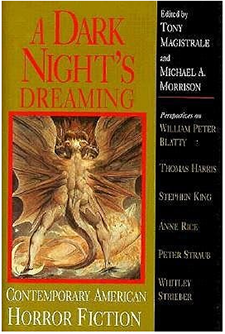 A DARK
NIGHT'S
DREAMING
CONTEMPORARY AMERICAN
HORROR FICTION
Edited by
TONY
MAGISTRALE
and
MICHAEL A.
MORRISON
Perspectives on
WILLIAM PETER
BLATTY
THOMAS HARRIS
STEPHEN KING
ANNE RICE
PETER STRAUB
WHITLEY
STRIEBER